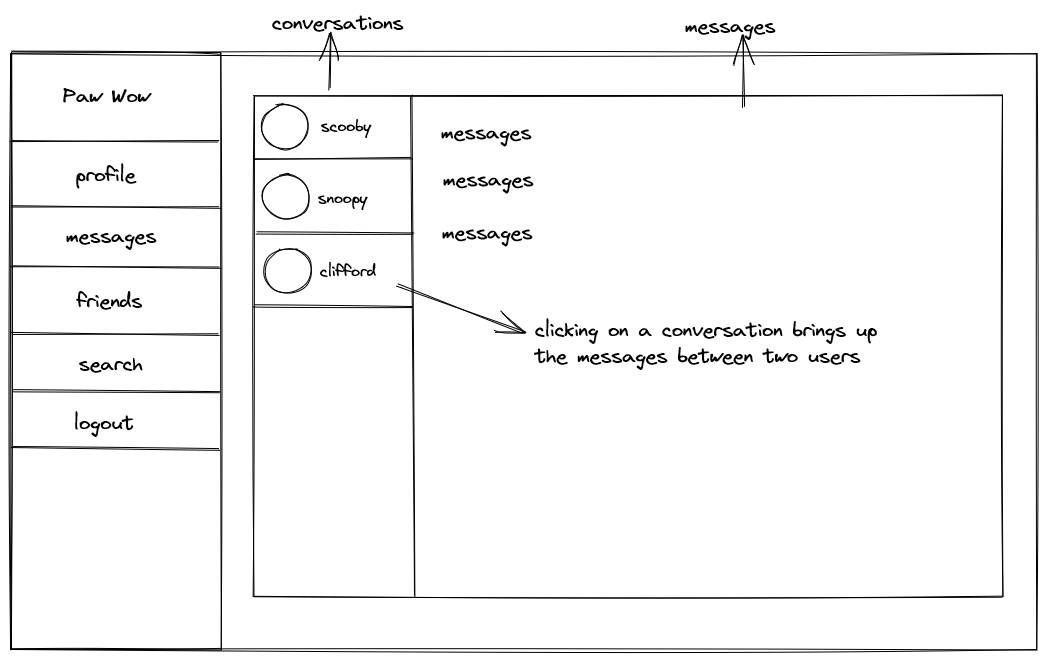 conversations
messages
Paw Wow
profile
messages
friends
search
logout
scooby
snoopy
clifford
messages
messages
messages
clicking on a conversation brings up
the messages between two users